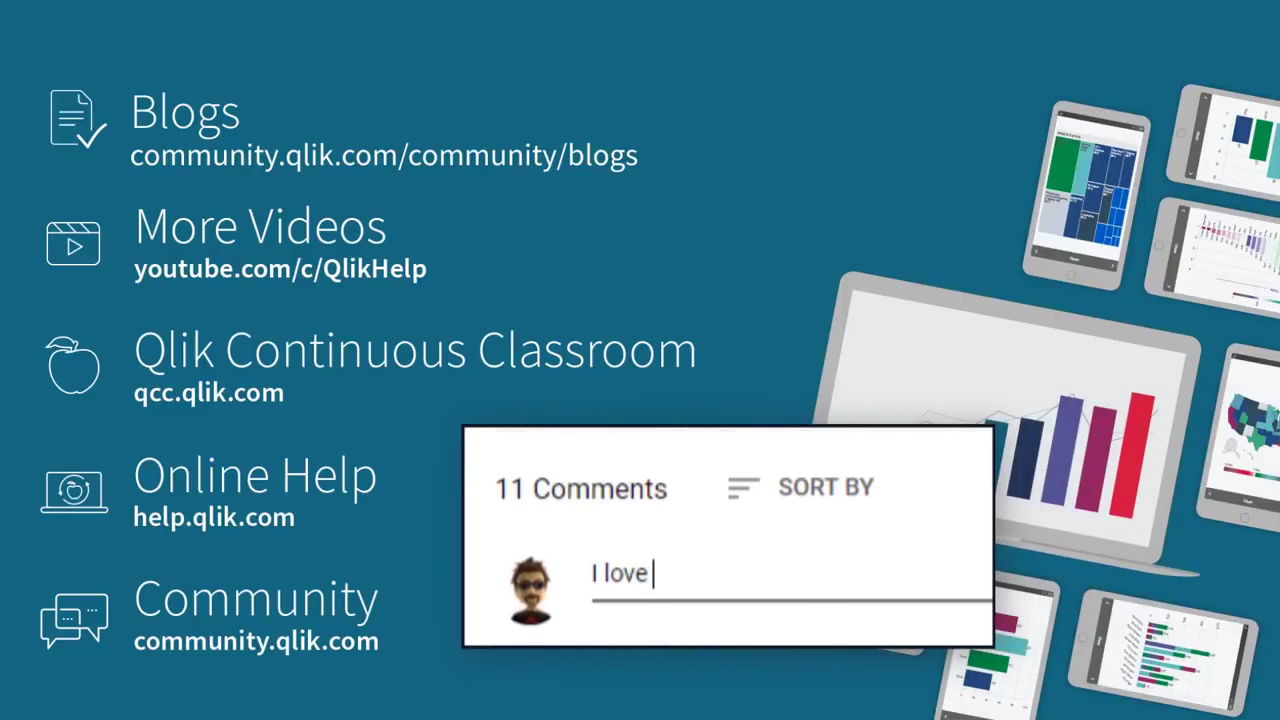 Blogs
community.qlik.com/community/blogs
More Videos
youtube.com/c/QlikHelp
Qlik Continuous Classroom
qcc.qlik.com
Online Help
help.qlik.com
Community
community.qlik.com
11 Comments SORT BY
I love